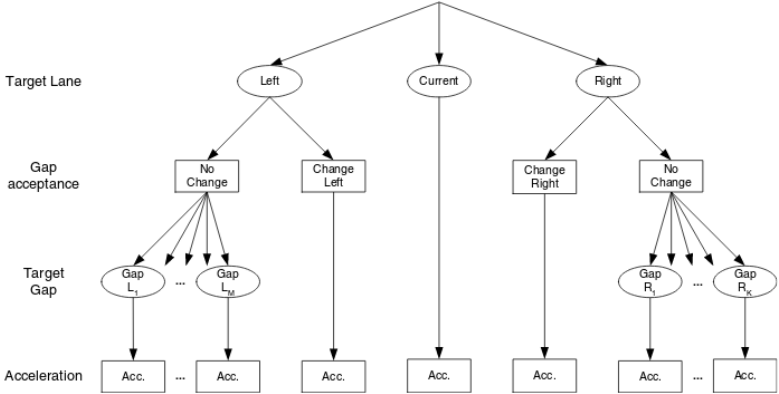 Target Lane
Left
Current
Right
Gap
acceptance
No
Change
Change
Left
Change
Right
No
Change
Target
Gap
Gap
L1
...
Gap
LM
Gap
R1
...
Gap
RK
Acceleration
Acc.
...
Acc.
Acc.
Acc.
Acc.
Acc.
...
Acc.